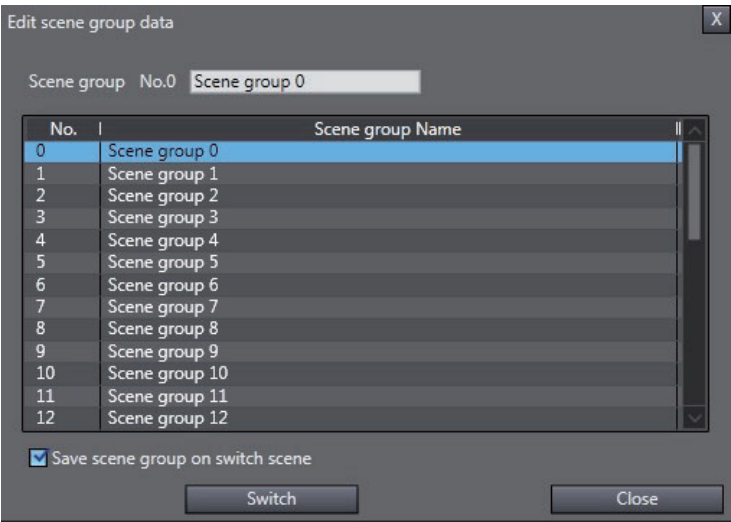 Edit scene group data X
Scene group No.0 Scene group 0
No. Scene group Name
0 Scene group 0
1 Scene group 1
2 Scene group 2
3 Scene group 3
4 Scene group 4
5 Scene group 5
6 Scene group 6
7 Scene group 7
8 Scene group 8
9 Scene group 9
10 Scene group 10
11 Scene group 11
12 Scene group 12
Save scene group on switch scene
Switch Close